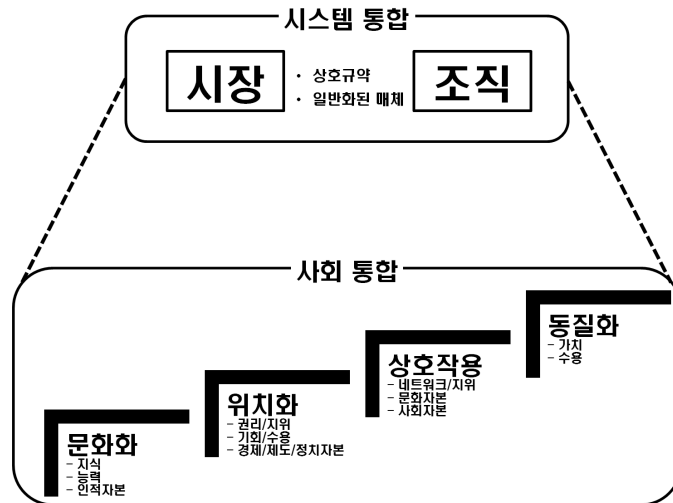 시스템 통합
시장
· 상호규약
· 일반화된 매체
조직
사회 통합
동질화
- 가치
- 수용
상호작용
- 네트워크/지위
- 문화자본
- 사회자본
위치화
- 권리/지위
- 기회/수용
- 경제/제도/정치자본
문화화
- 지식
- 능력
- 인적자본